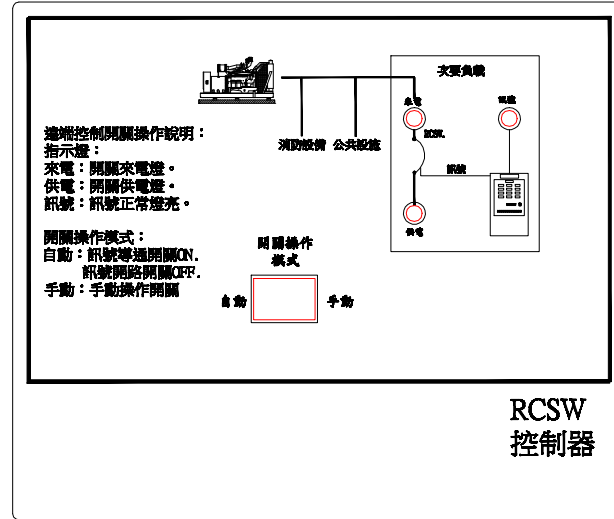 次要負載
來電
訊號
RCSW.
消防設備 公共設施
訊號
供電
遠端控制開關操作說明：
指示燈：
來電：開關來電燈。
供電：開關供電燈。
訊號：訊號正常燈亮。
開關操作模式：
自動：訊號導通開關ON.
訊號開路開關OFF.
手動：手動操作開關
開關操作
模式
自動
手動
RCSW
控制器